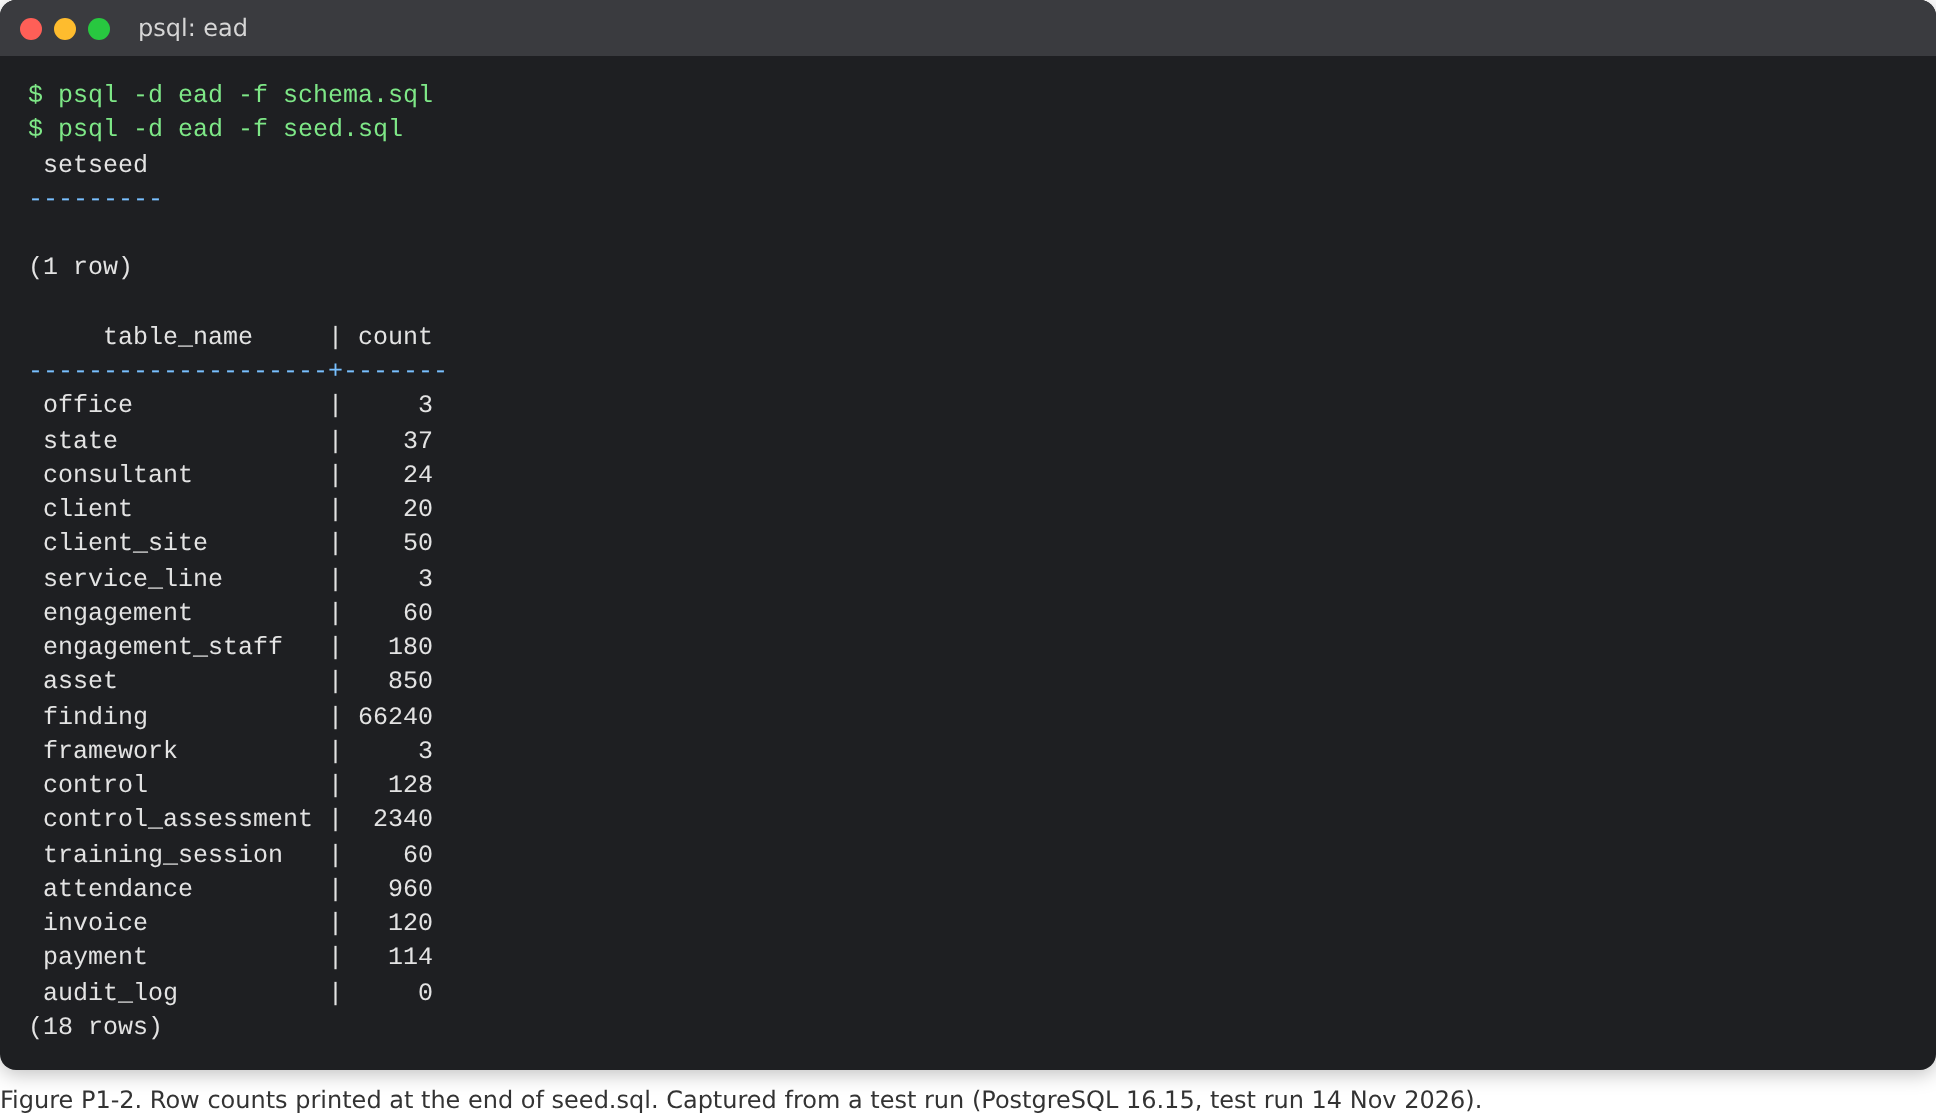 psql: ead
$ psql -d ead -f schema.sql
$ psql -d ead -f seed.sql
 setseed
---------

(1 row)

     table_name     | count
--------------------+-------
 office             |     3
 state              |    37
 consultant         |    24
 client             |    20
 client_site        |    50
 service_line       |     3
 engagement         |    60
 engagement_staff   |   180
 asset              |   850
 finding            | 66240
 framework          |     3
 control            |   128
 control_assessment |  2340
 training_session   |    60
 attendance         |   960
 invoice            |   120
 payment            |   114
 audit_log          |     0
(18 rows)
Figure P1-2. Row counts printed at the end of seed.sql. Captured from a test run (PostgreSQL 16.15, test run 14 Nov 2026).